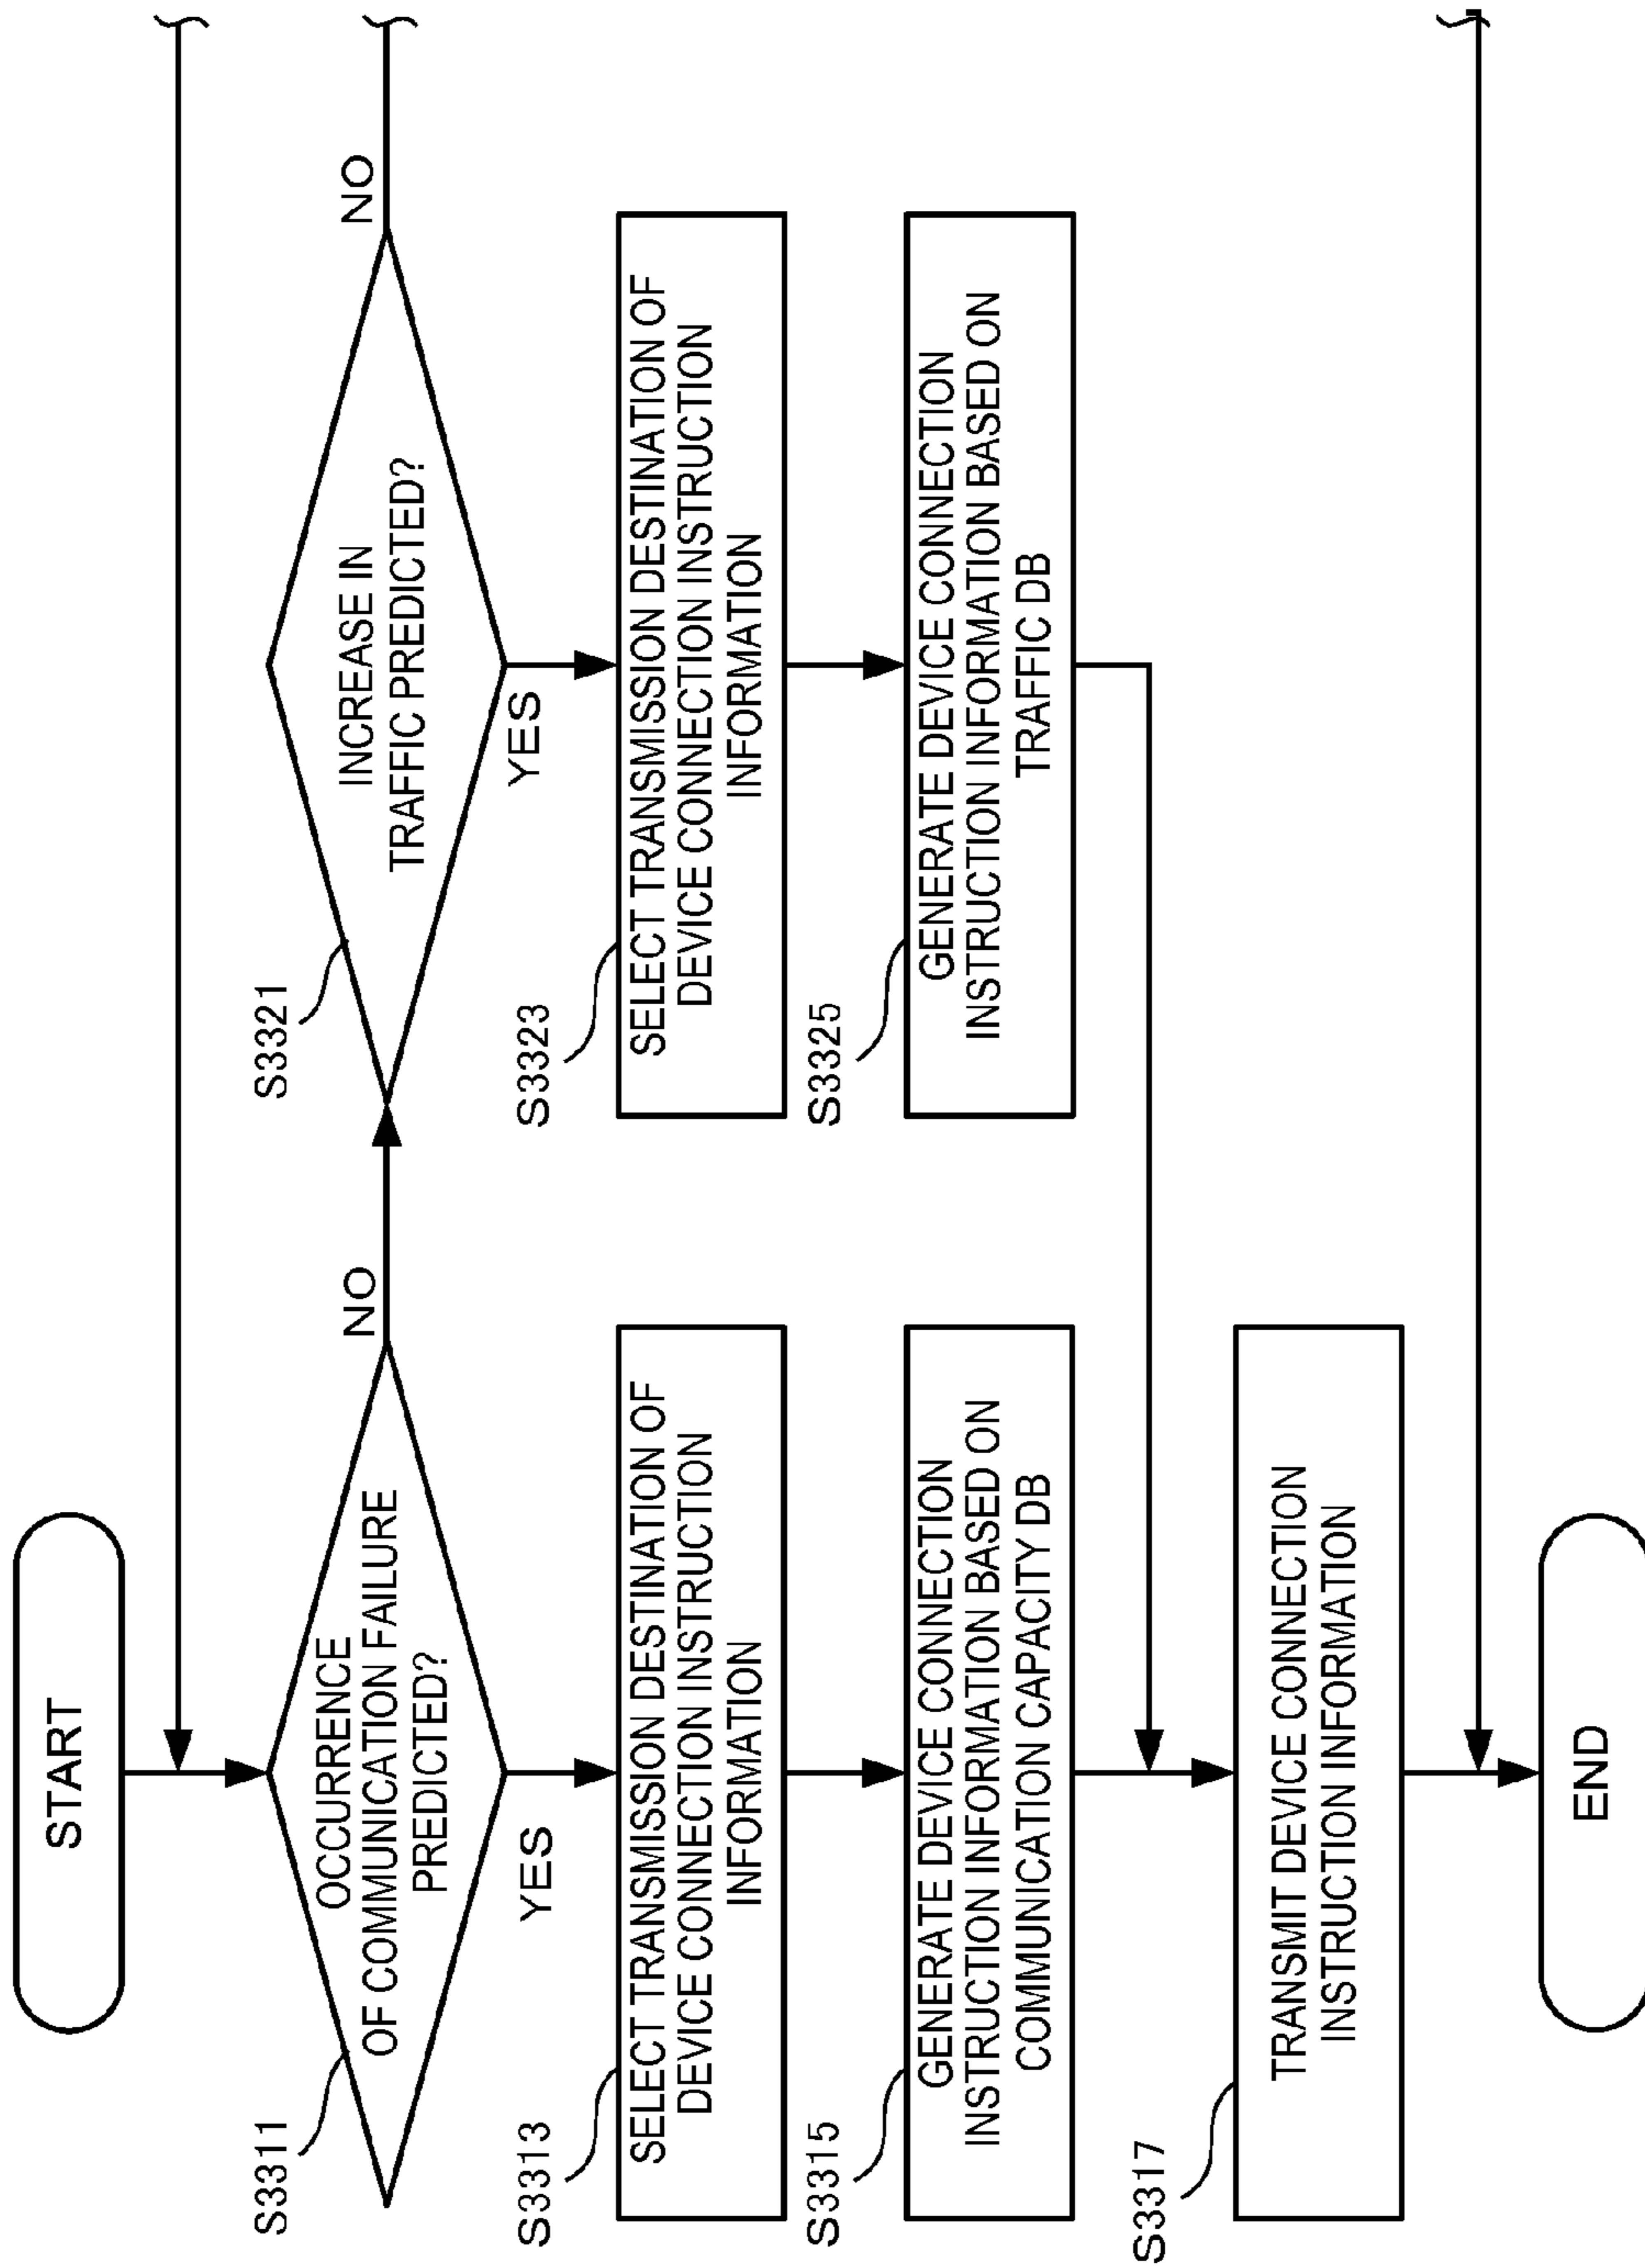 START
S3311
OCCURRENCE
OF COMMUNICATION FAILURE
PREDICTED?
NO
YES
S3313
SELECT TRANSMISSION DESTINATION OF
DEVICE CONNECTION INSTRUCTION
INFORMATION
S3315
GENERATE DEVICE CONNECTION
INSTRUCTION INFORMATION BASED ON
COMMUNICATION CAPACITY DB
S3317
TRANSMIT DEVICE CONNECTION
INSTRUCTION INFORMATION
END
S3321
INCREASE IN
TRAFFIC PREDICTED?
NO
YES
S3323
SELECT TRANSMISSION DESTINATION OF
DEVICE CONNECTION INSTRUCTION
INFORMATION
S3325
GENERATE DEVICE CONNECTION
INSTRUCTION INFORMATION BASED ON
TRAFFIC DB